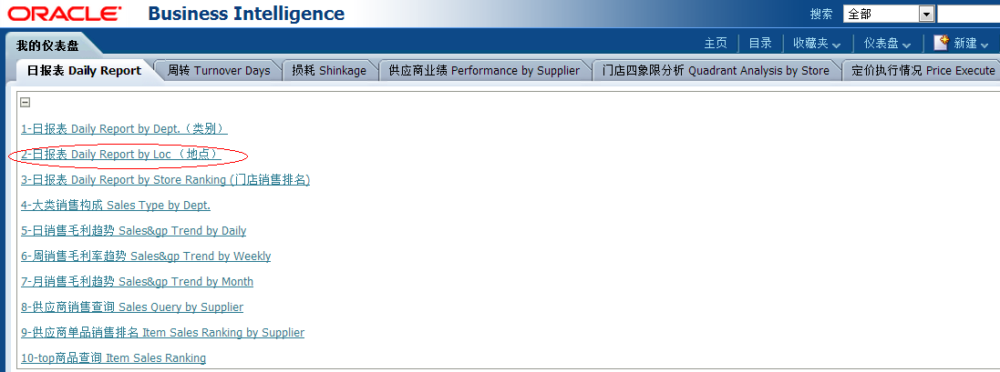 ORACLE Business Intelligence 搜索 全部
我的仪表盘 主页 目录 收藏夹 仪表盘 新建
日报表 Daily Report 周转 Turnover Days 损耗 Shinkage 供应商业绩 Performance by Supplier 门店四象限分析 Quadrant Analysis by Store 定价执行情况 Price Execute
1-日报表 Daily Report by Dept.（类别）
2-日报表 Daily Report by Loc （地点）
3-日报表 Daily Report by Store Ranking (门店销售排名)
4-大类销售构成 Sales Type by Dept.
5-日销售毛利趋势 Sales&gp Trend by Daily
6-周销售毛利率趋势 Sales&gp Trend by Weekly
7-月销售毛利趋势 Sales&gp Trend by Month
8-供应商销售查询 Sales Query by Supplier
9-供应商单品销售排名 Item Sales Ranking by Supplier
10-top商品查询 Item Sales Ranking